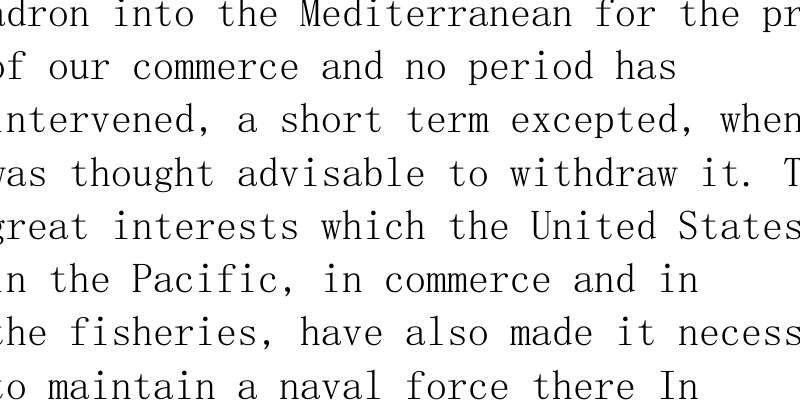 adron into the Mediterranean for the pr
of our commerce and no period has
intervened, a short term excepted, when
was thought advisable to withdraw it. T
great interests which the United States
in the Pacific, in commerce and in
the fisheries, have also made it necess
to maintain a naval force there In